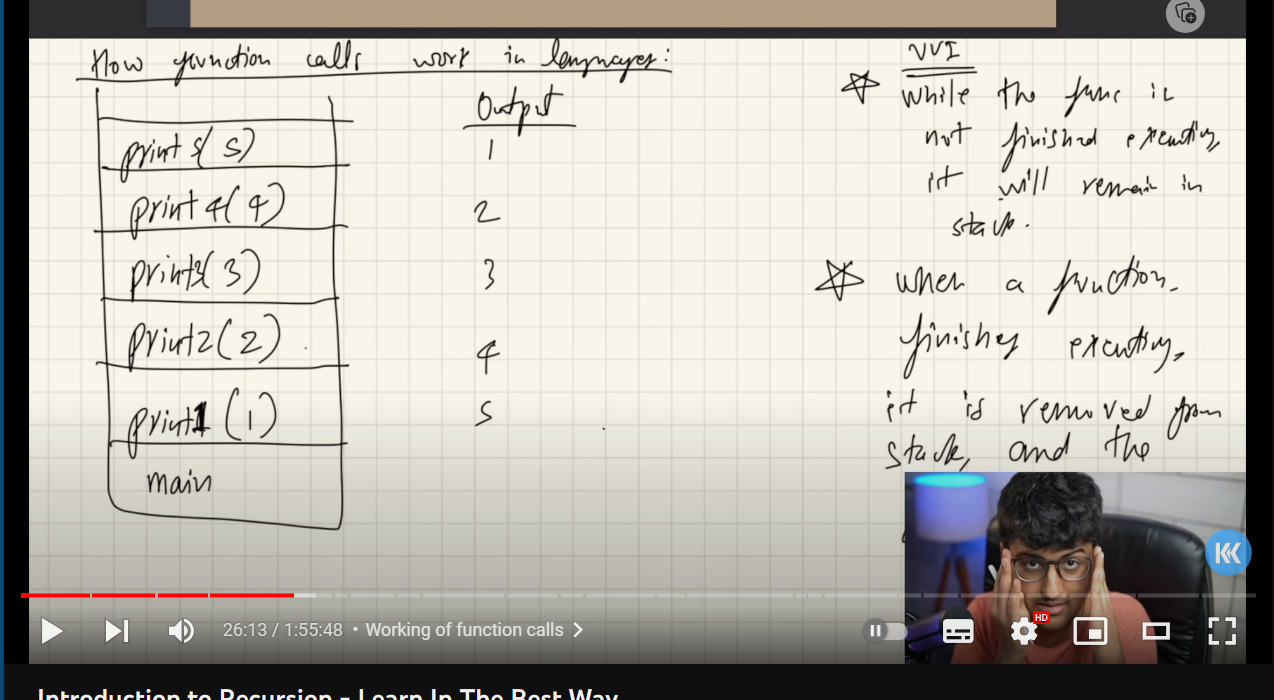 How function calls work in languages:
Output
print5(5)
1
print4(4)
2
print3(3)
3
print2(2)
4
print1(1)
5
main
VVI
While the func is
not finished executing
it will remain in
stack.
when a function
finishes executing,
it is removed from
stack, and the
HD
26:13 / 1:55:48 • Working of function calls
Introduction to Recursion - Learn In The Best Way